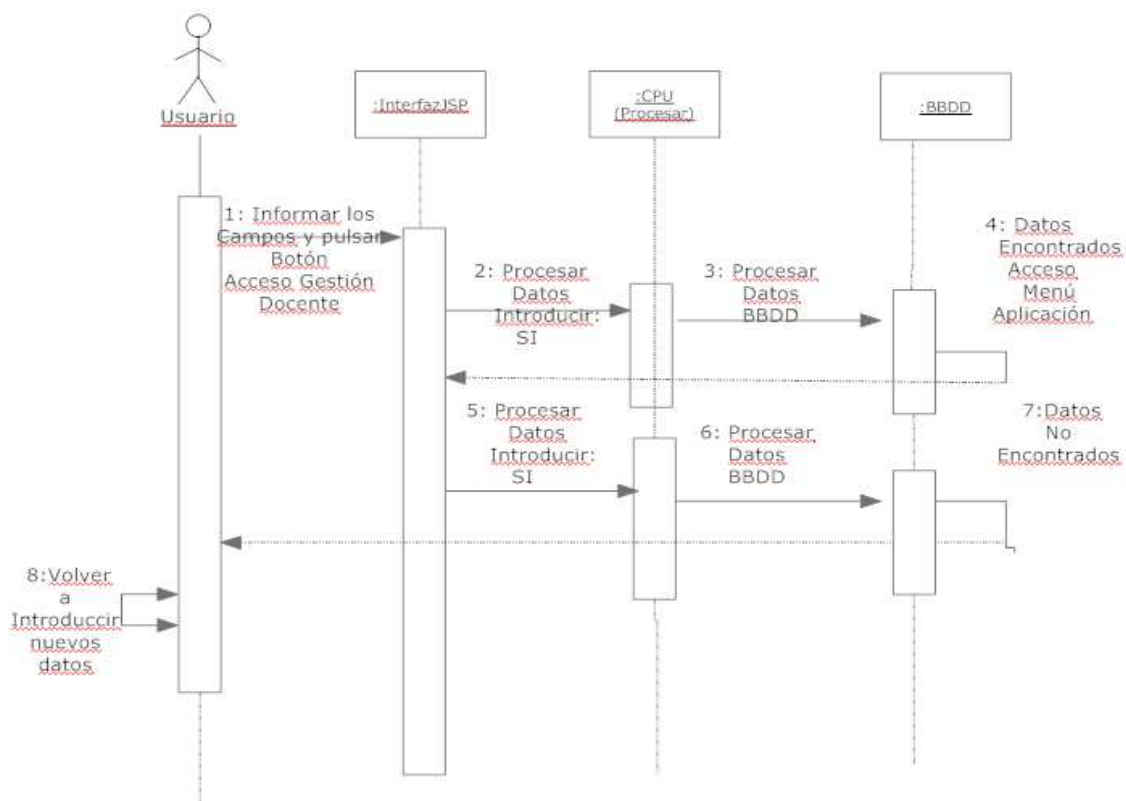 Usuario
:InterfazJSP
:CPU
(Procesar)
:BBDD
1: Informar los
Campos y pulsar
Botón
Acceso Gestión
Docente
2: Procesar
Datos
Introducir:
SI
3: Procesar
Datos
BBDD
4: Datos
Encontrados
Acceso
Menú
Aplicación
5: Procesar
Datos
Introducir:
SI
6: Procesar
Datos
BBDD
7:Datos
No
Encontrados
8:Volver
a
Introduccir
nuevos
datos